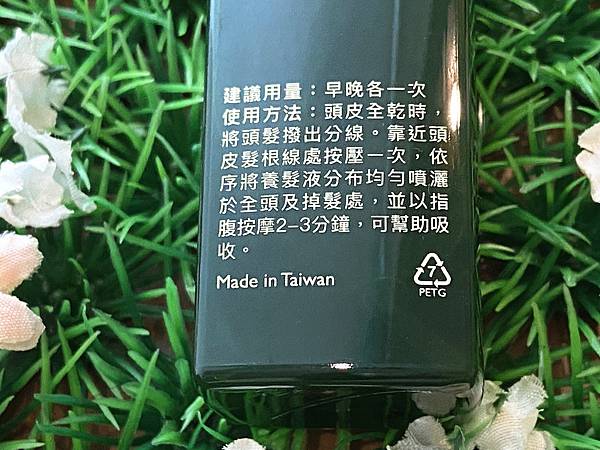 建議用量：早晚各一次
使用方法：頭皮全乾時，
將頭髮撥出分線。靠近頭
皮髮根線處按壓一次，依
序將養髮液分布均勻噴灑
於全頭及掉髮處，並以指
腹按摩2-3分鐘，可幫助吸
收。
Made in Taiwan
7
PETG